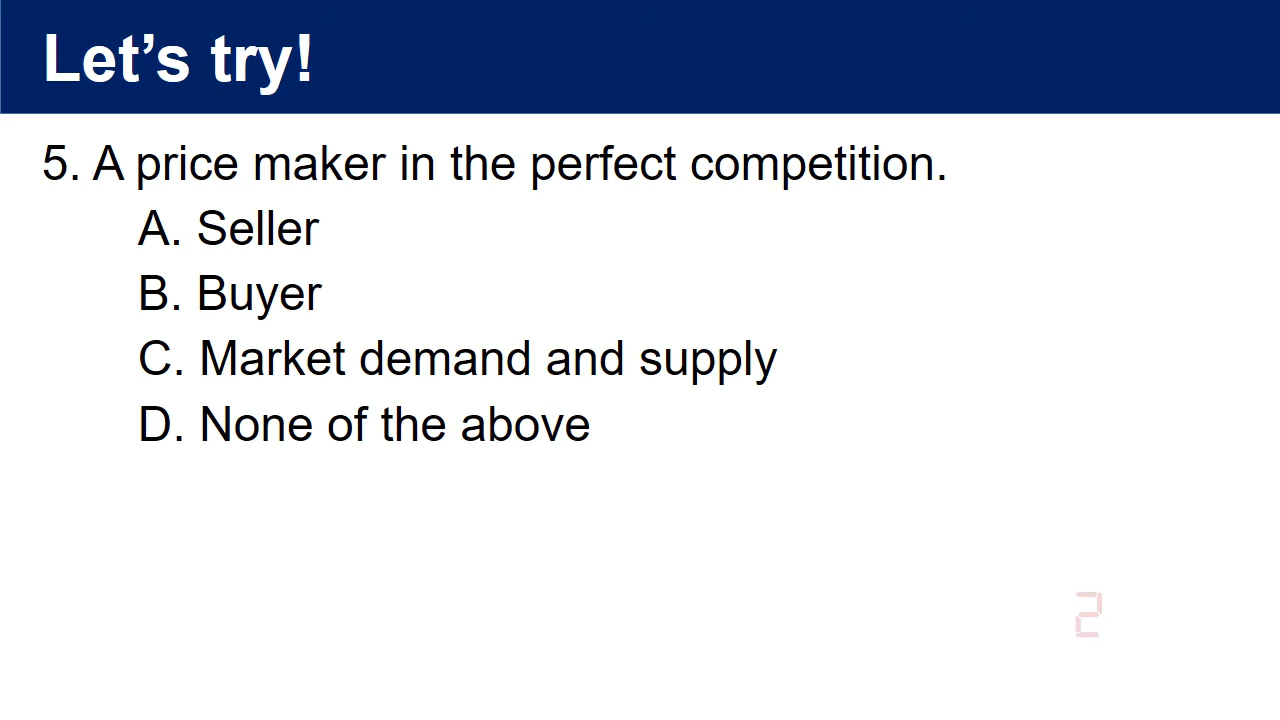 Let’s try!
5. A price maker in the perfect competition.
A. Seller
B. Buyer
C. Market demand and supply
D. None of the above
2